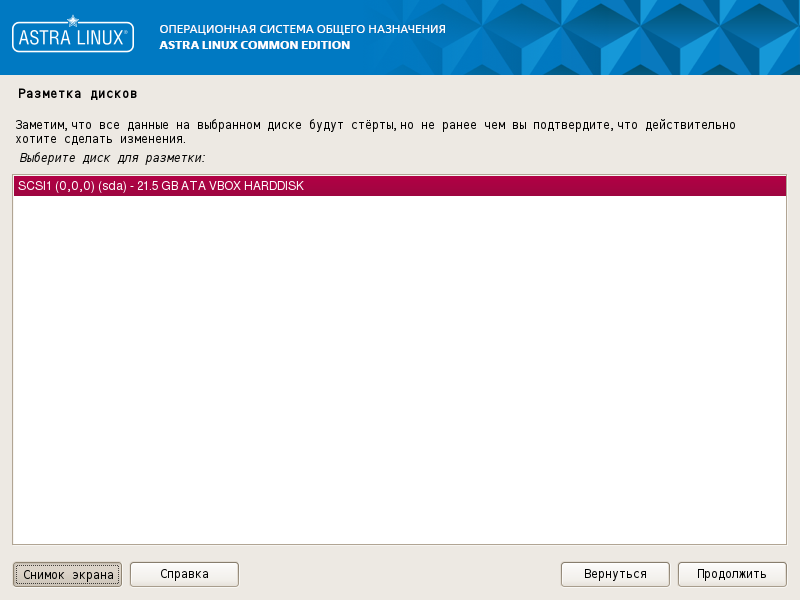 ASTRA LINUX®
ОПЕРАЦИОННАЯ СИСТЕМА ОБЩЕГО НАЗНАЧЕНИЯ
ASTRA LINUX COMMON EDITION
Разметка дисков
Заметим, что все данные на выбранном диске будут стёрты, но не ранее чем вы подтвердите, что действительно
хотите сделать изменения.
Выберите диск для разметки:
SCSI1 (0,0,0) (sda) - 21.5 GB ATA VBOX HARDDISK
Снимок экрана
Справка
Вернуться
Продолжить